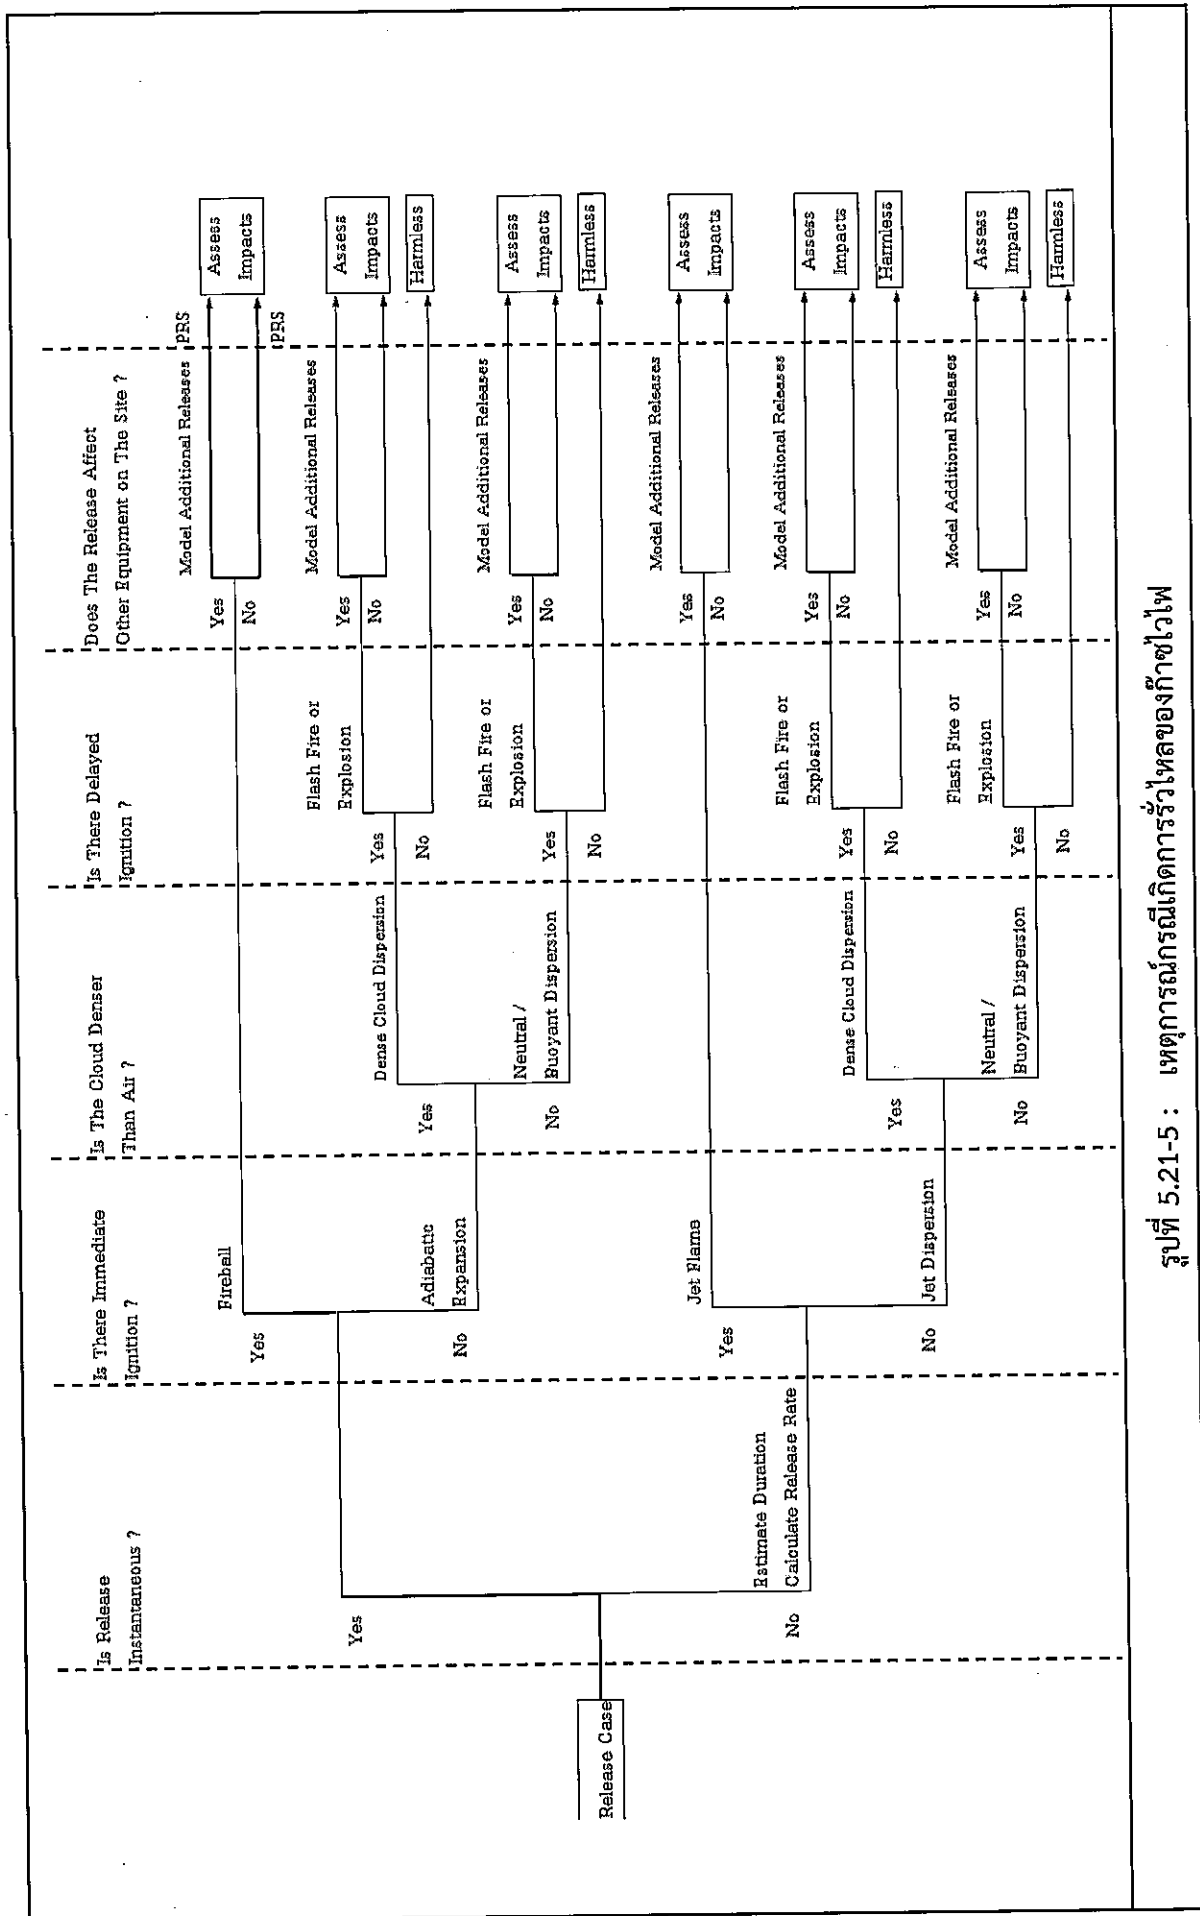 Is Release
Instantaneous ?
Is There Immediate
Ignition ?
Is The Cloud Denser
Than Air ?
Is There Delayed
Ignition ?
Does The Release Affect
Other Equipment on The Site ?
Release Case
Yes
No
Estimate Duration
Calculate Release Rate
Yes
Fireball
No
Adiabatic
Expansion
Yes
Jet Flame
No
Jet Dispersion
Yes
Dense Cloud Dispersion
No
Neutral /
Buoyant Dispersion
Yes
Dense Cloud Dispersion
No
Neutral /
Buoyant Dispersion
Yes
Flash Fire or
Explosion
No
Yes
Flash Fire or
Explosion
No
Yes
Flash Fire or
Explosion
No
Yes
Flash Fire or
Explosion
No
Yes
No
Model Additional Releases
PRS
PRS
Assess
Impacts
Yes
No
Model Additional Releases
Assess
Impacts
Harmless
Yes
No
Model Additional Releases
Assess
Impacts
Harmless
Yes
No
Model Additional Releases
Assess
Impacts
Yes
No
Model Additional Releases
Assess
Impacts
Harmless
Yes
No
Model Additional Releases
Assess
Impacts
Harmless
รูปที่ 5.21-5 : เหตุการณ์กรณีเกิดการรั่วไหลของก๊าซไวไฟ